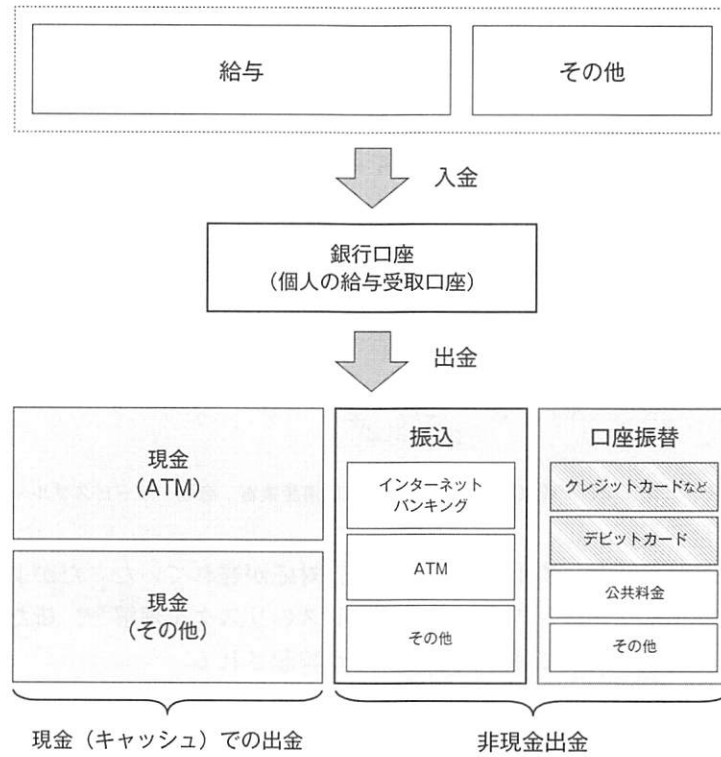 給与
その他
入金
銀行口座
（個人の給与受取口座）
出金
現金
（ATM）
現金
（その他）
振込
インターネット
バンキング
ATM
その他
口座振替
クレジットカードなど
デビットカード
公共料金
その他
現金（キャッシュ）での出金
非現金出金